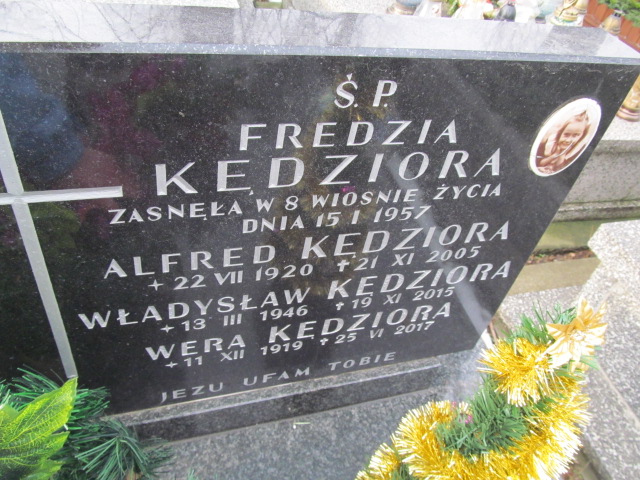 Ś. P.
FREDZIA
KĘDZIORA
ZASNĘŁA W 8 WIOŚNIE ŻYCIA
DNIA 15 I 1957
ALFRED KĘDZIORA
+ 22 VII 1920 + 21 XI 2005
WŁADYSŁAW KĘDZIORA
+ 13 III 1946 + 19 XI 2015
WERA KĘDZIORA
+ 11 XII 1919 + 25 VI 2017
JEZU UFAM TOBIE